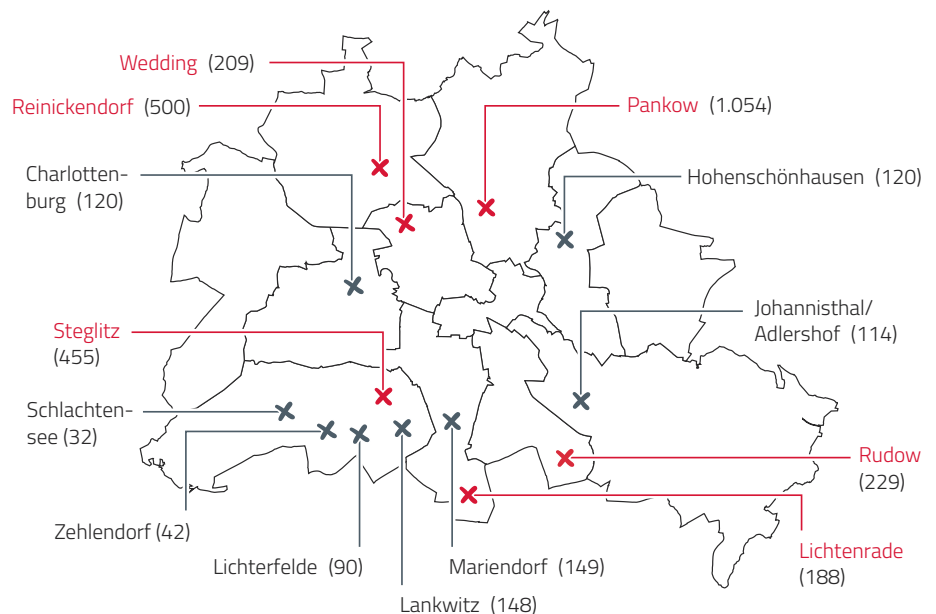 Wedding (209)
Reinickendorf (500)
Pankow (1.054)
Charlotten-
burg (120)
Hohenschönhausen (120)
Steglitz
(455)
Johannisthal/
Adlershof (114)
Schlachten-
see (32)
Rudow
(229)
Zehlendorf (42)
Lichterfelde (90)
Mariendorf (149)
Lichtenrade
(188)
Lankwitz (148)